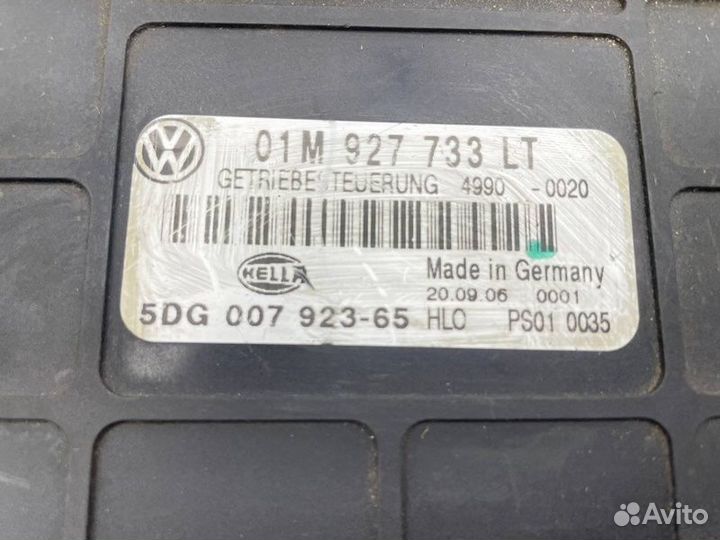 01M 927 733 LT
GETRIEBESTEUERUNG 4990 -0020
HELLA
Made in Germany
20.09.06 0001
5DG 007 923-65 HLO PS01 0035
Avito